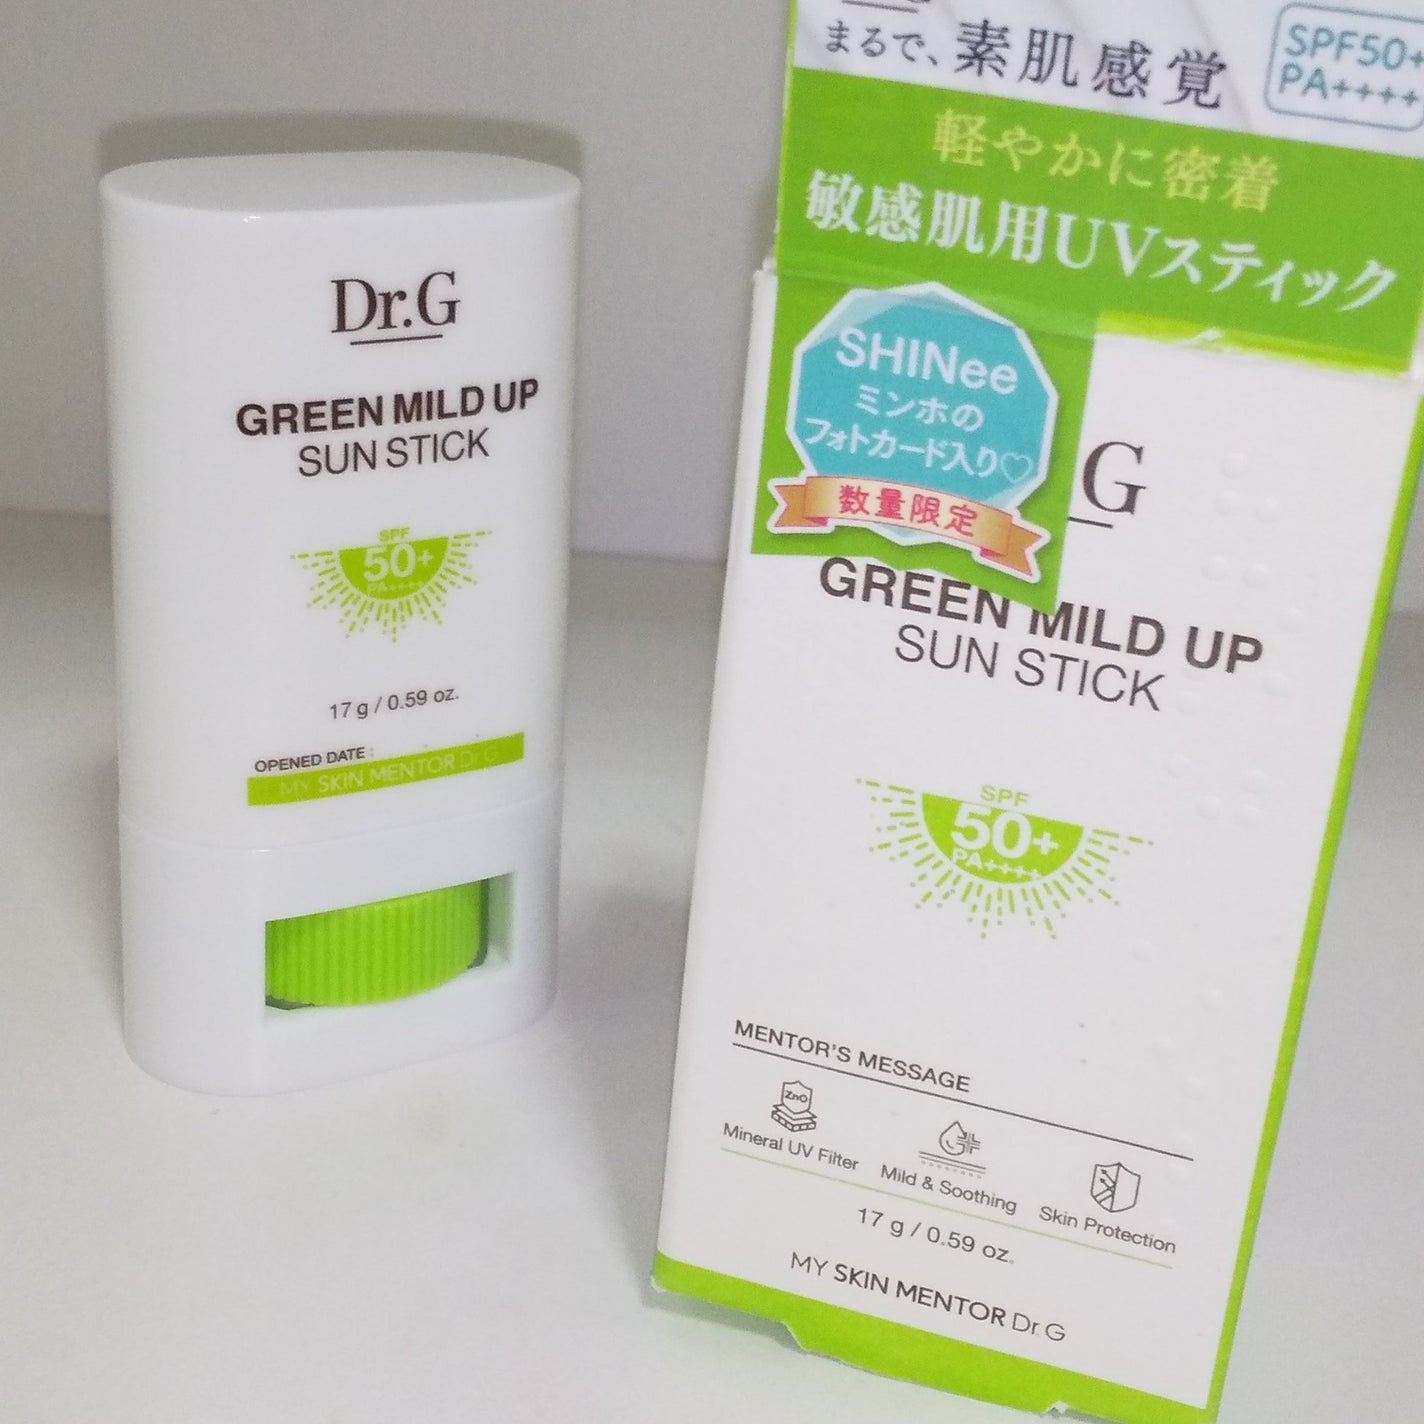 Dr.G
GREEN MILD UP
SUN STICK
SPF
50+
PA++++
17 g / 0.59 oz.
OPENED DATE :
MY SKIN MENTOR Dr.G
まるで、素肌感覚
SPF50+
PA++++
軽やかに密着
敏感肌用UVスティック
SHINee
ミンホの
フォトカード入り♡
数量限定
G
GREEN MILD UP
SUN STICK
SPF
50+
PA++++
MENTOR'S MESSAGE
ZnO
Mineral UV Filter
Mild & Soothing
Skin Protection
17 g / 0.59 oz.
MY SKIN MENTOR Dr.G